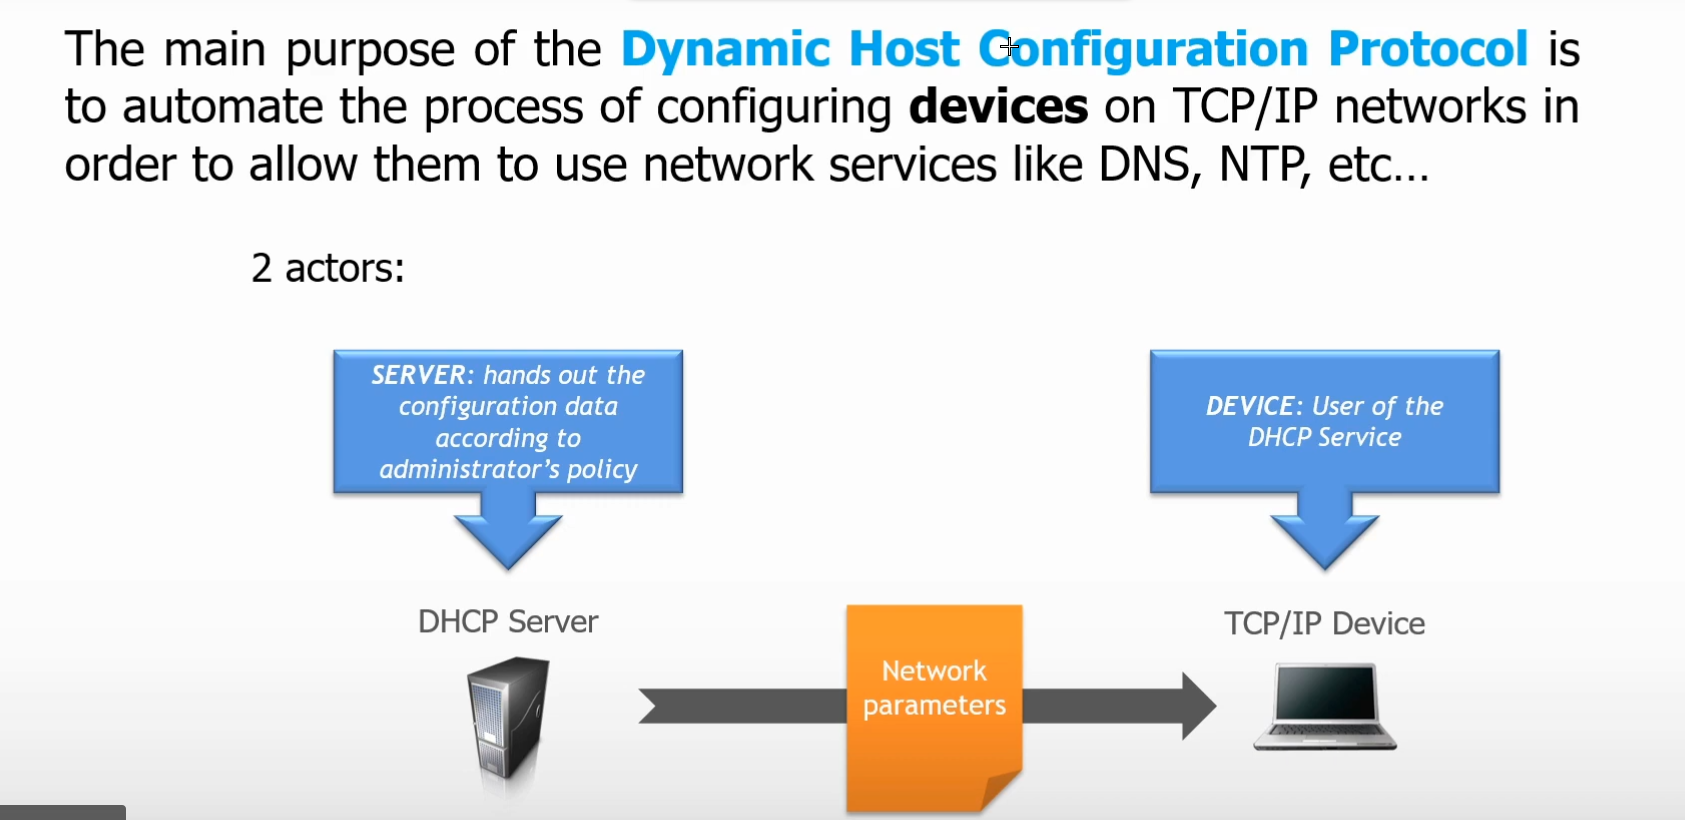 The main purpose of the Dynamic Host Configuration Protocol is
to automate the process of configuring devices on TCP/IP networks in
order to allow them to use network services like DNS, NTP, etc...
2 actors:
SERVER: hands out the
configuration data
according to
administrator’s policy
DEVICE: User of the
DHCP Service
DHCP Server
TCP/IP Device
Network
parameters